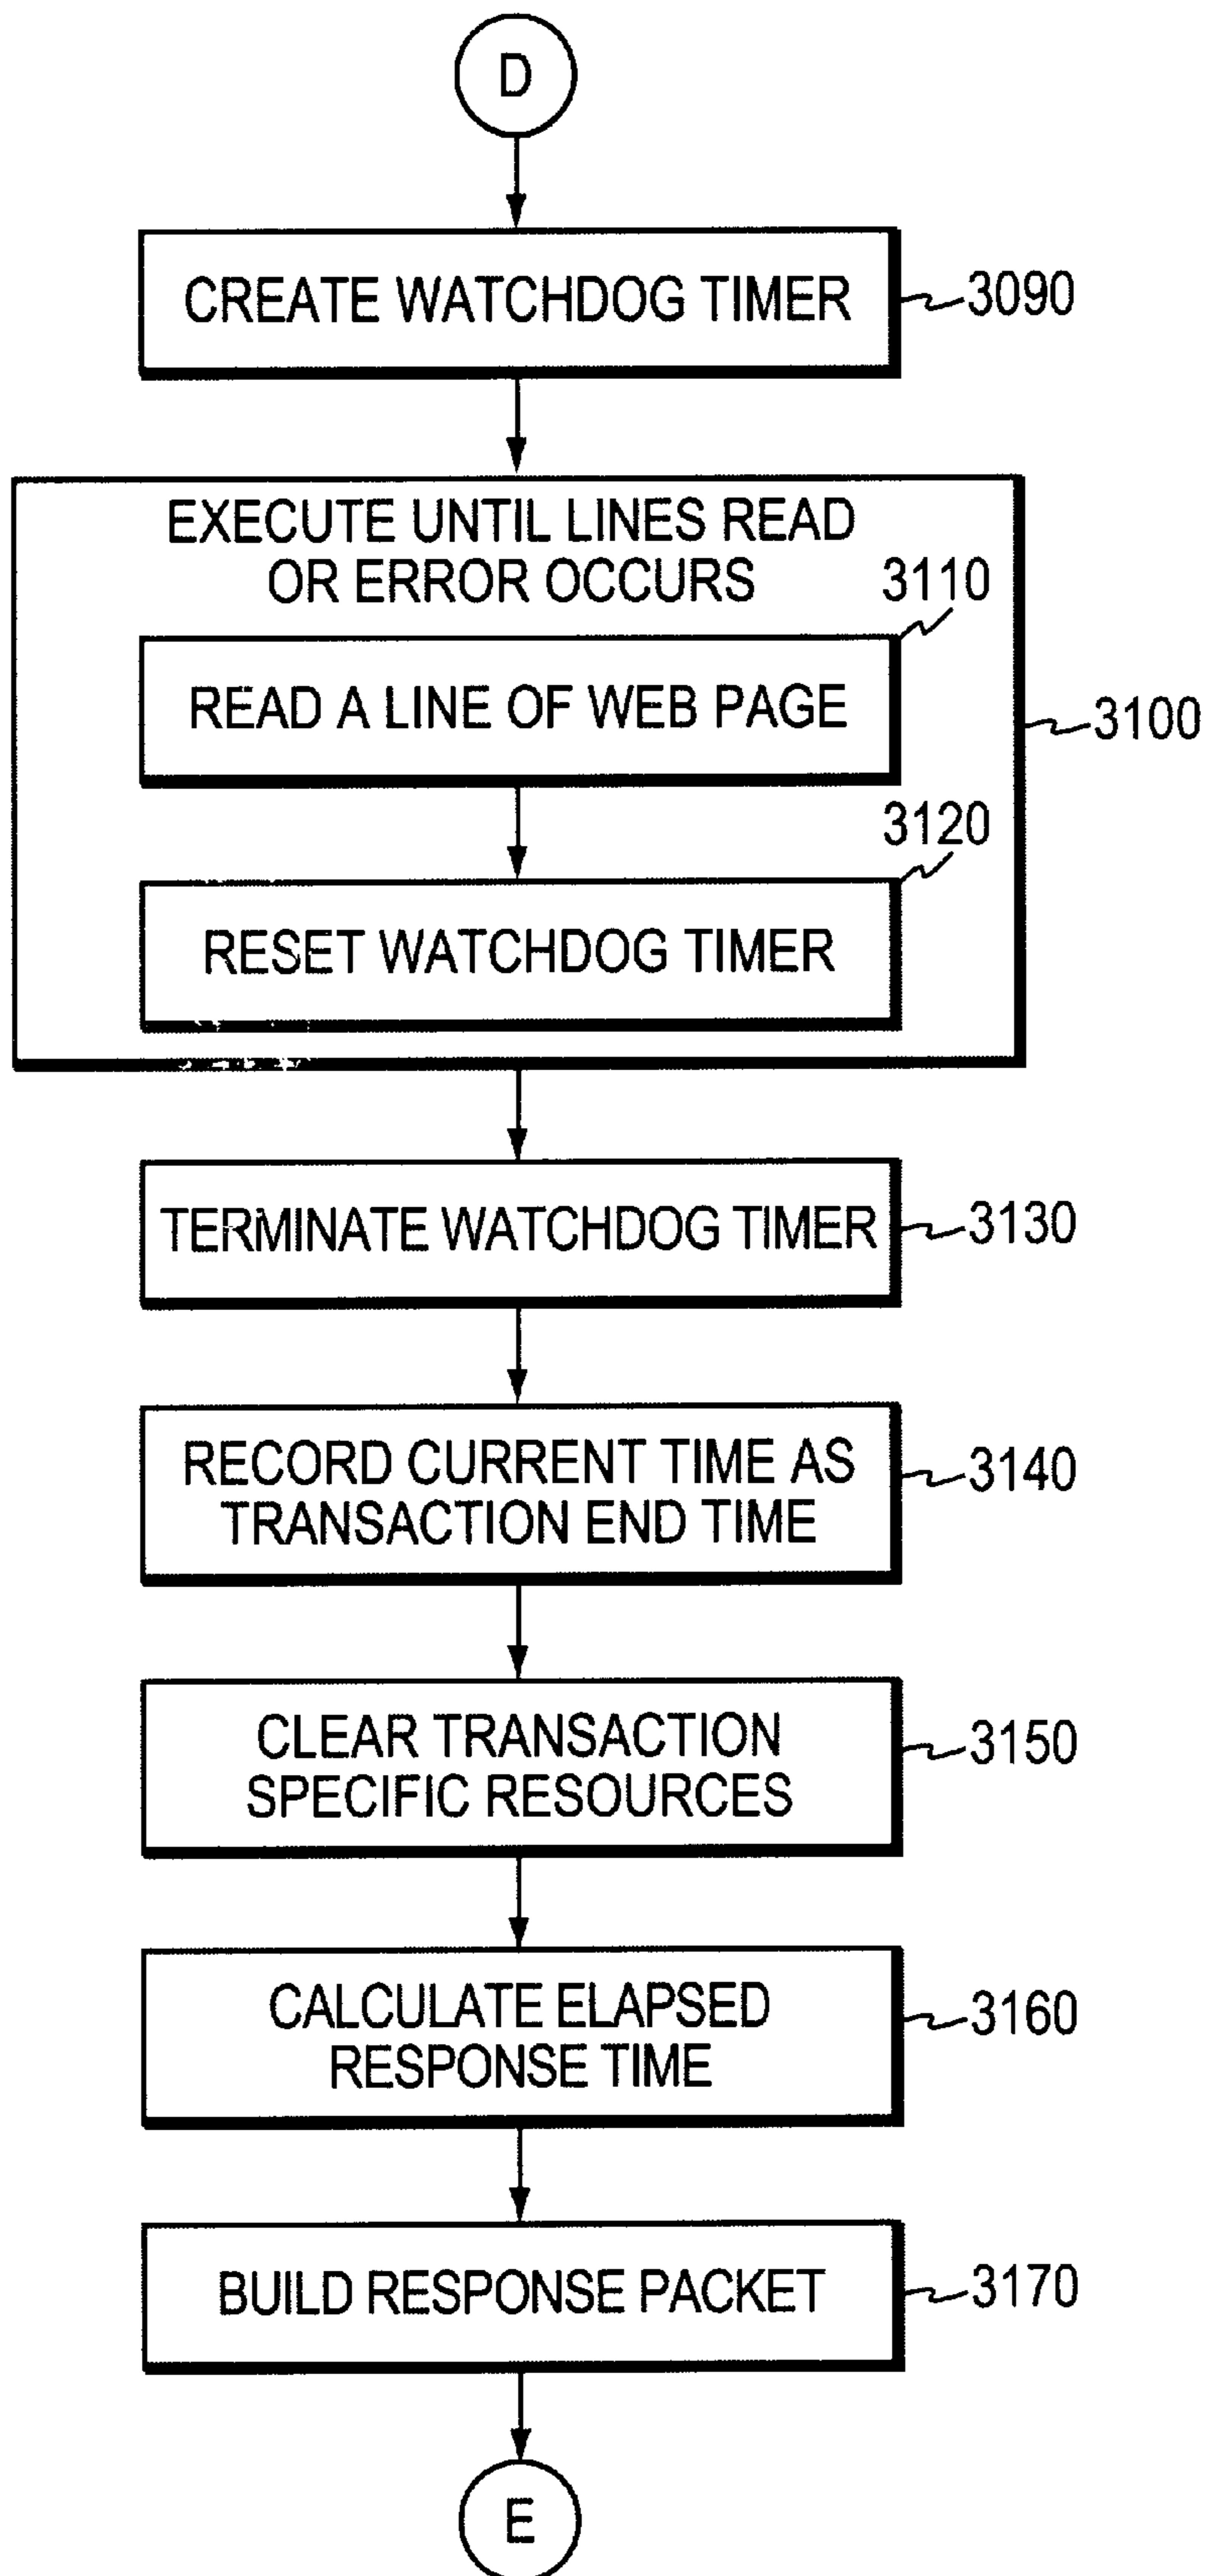 D
CREATE WATCHDOG TIMER
3090
EXECUTE UNTIL LINES READ
OR ERROR OCCURS
3110
READ A LINE OF WEB PAGE
3100
3120
RESET WATCHDOG TIMER
TERMINATE WATCHDOG TIMER
3130
RECORD CURRENT TIME AS
TRANSACTION END TIME
3140
CLEAR TRANSACTION
SPECIFIC RESOURCES
3150
CALCULATE ELAPSED
RESPONSE TIME
3160
BUILD RESPONSE PACKET
3170
E